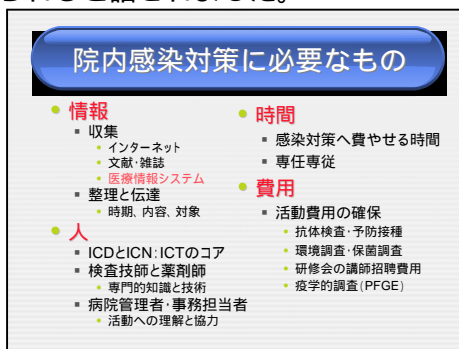 院内感染対策に必要なもの
情報
収集
インターネット
文献・雑誌
医療情報システム
整理と伝達
時期、内容、対象
人
ICDとICN:ICTのコア
検査技師と薬剤師
専門的知識と技術
病院管理者・事務担当者
活動への理解と協力
時間
感染対策へ費やせる時間
専任専従
費用
活動費用の確保
抗体検査・予防接種
環境調査・保菌調査
研修会の講師招聘費用
疫学的調査(PFGE)